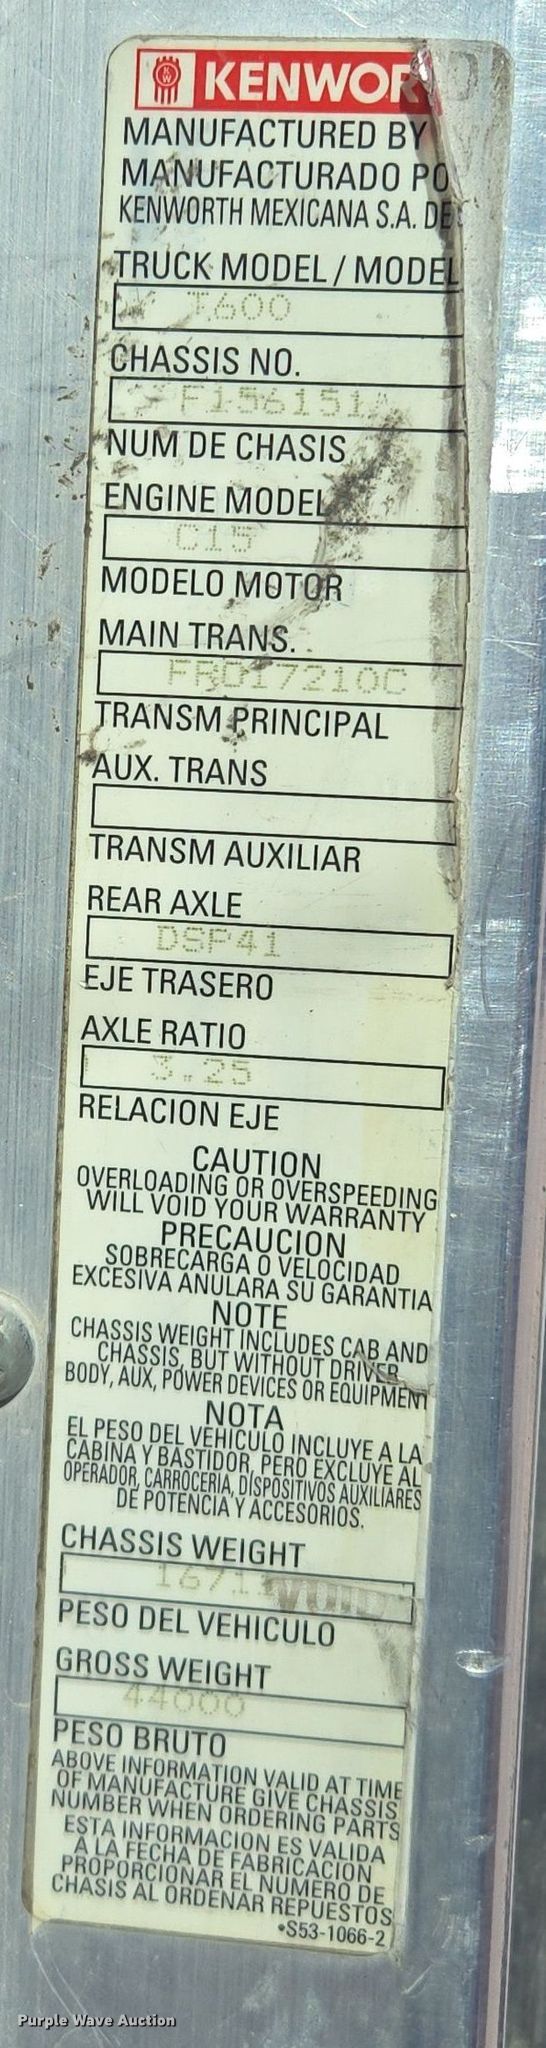 KW
KENWOR
MANUFACTURED BY
MANUFACTURADO PO
KENWORTH MEXICANA S.A. DE
TRUCK MODEL / MODEL
T600
CHASSIS NO.
F156151
NUM DE CHASIS
ENGINE MODEL
C15
MODELO MOTOR
MAIN TRANS.
FRO17210C
TRANSM PRINCIPAL
AUX. TRANS
TRANSM AUXILIAR
REAR AXLE
DSP41
EJE TRASERO
AXLE RATIO
3.25
RELACION EJE
CAUTION
OVERLOADING OR OVERSPEEDING
WILL VOID YOUR WARRANTY
PRECAUCION
SOBRECARGA O VELOCIDAD
EXCESIVA ANULARA SU GARANTIA
NOTE
CHASSIS WEIGHT INCLUDES CAB AND
CHASSIS, BUT WITHOUT DRIVER,
BODY, AUX, POWER DEVICES OR EQUIPMENT
NOTA
EL PESO DEL VEHICULO INCLUYE A LA
CABINA Y BASTIDOR, PERO EXCLUYE AL
OPERADOR, CARROCERIA, DISPOSITIVOS AUXILIARES
DE POTENCIA Y ACCESORIOS.
CHASSIS WEIGHT
VOID
PESO DEL VEHICULO
GROSS WEIGHT
44000
PESO BRUTO
ABOVE INFORMATION VALID AT TIME
OF MANUFACTURE GIVE CHASSIS
NUMBER WHEN ORDERING PARTS
ESTA INFORMACION ES VALIDA
A LA FECHA DE FABRICACION
PROPORCIONAR EL NUMERO DE
CHASIS AL ORDENAR REPUESTOS
•S53-1066-2
Purple Wave Auction